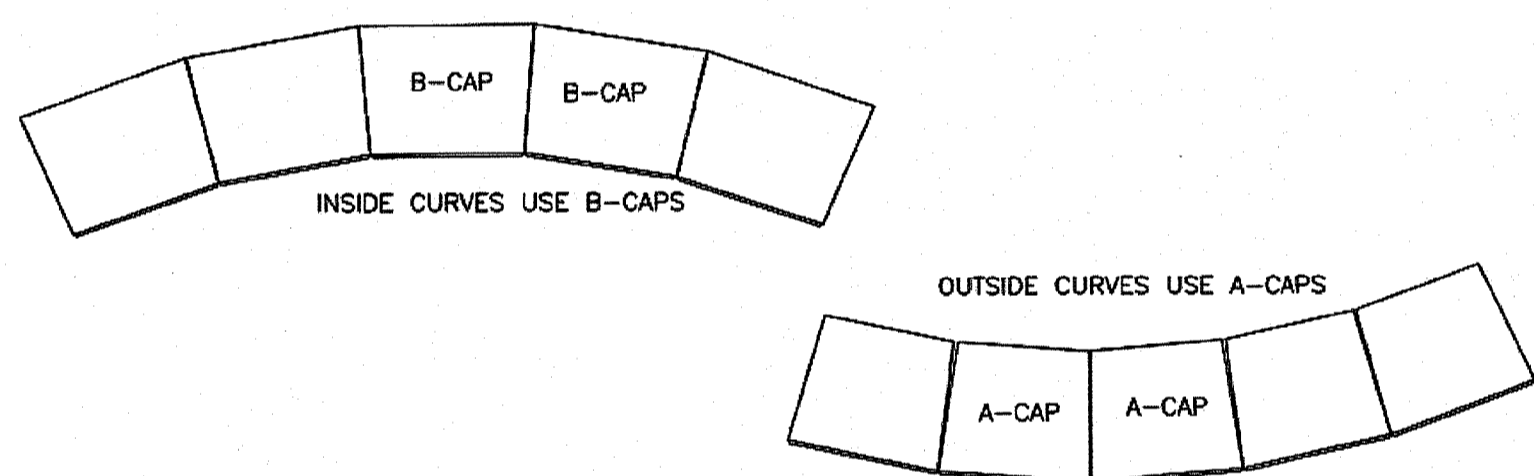 B-CAP
B-CAP
INSIDE CURVES USE B-CAPS
OUTSIDE CURVES USE A-CAPS
A-CAP
A-CAP